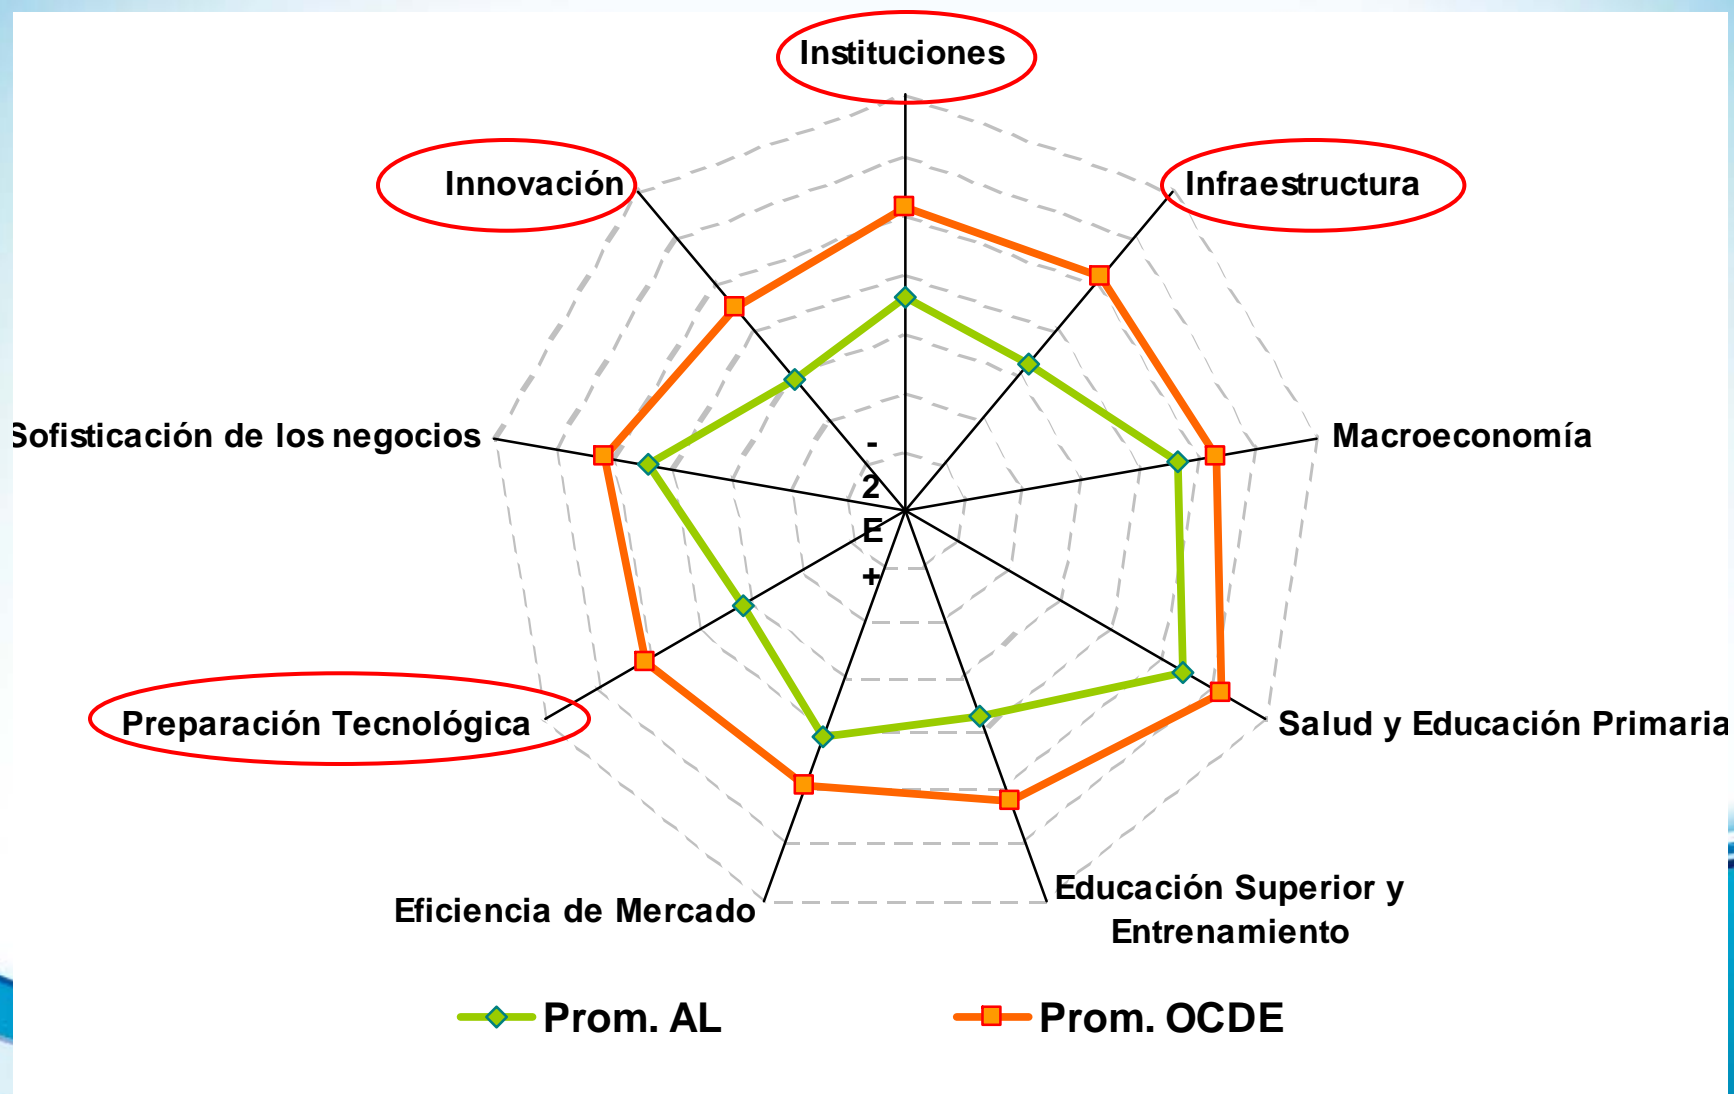 Instituciones
Innovación
Infraestructura
Sofisticación de los negocios
Macroeconomía
-
2
E
+
Preparación Tecnológica
Salud y Educación Primaria
Eficiencia de Mercado
Educación Superior y
Entrenamiento
Prom. AL
Prom. OCDE